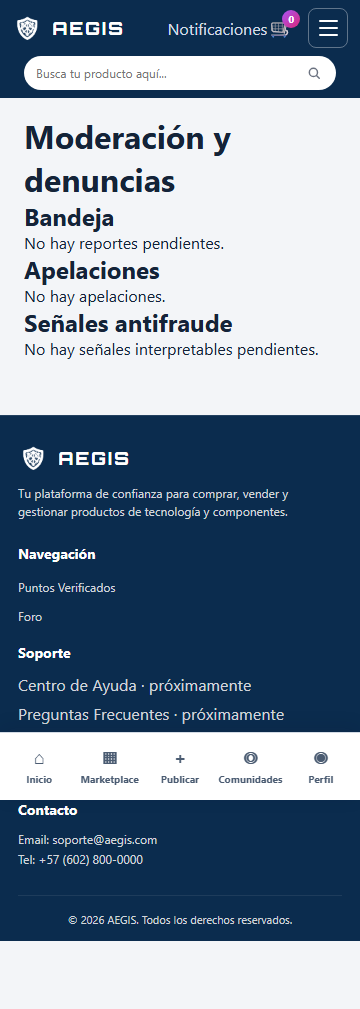 AEGIS
Notificaciones
0
Busca tu producto aquí...
Moderación y
denuncias
Bandeja
No hay reportes pendientes.
Apelaciones
No hay apelaciones.
Señales antifraude
No hay señales interpretables pendientes.
AEGIS
Tu plataforma de confianza para comprar, vender y
gestionar productos de tecnología y componentes.
Navegación
Puntos Verificados
Foro
Soporte
Centro de Ayuda · próximamente
Preguntas Frecuentes · próximamente
Inicio Marketplace Publicar Comunidades Perfil
Contacto
Email: soporte@aegis.com
Tel: +57 (602) 800-0000
© 2026 AEGIS. Todos los derechos reservados.